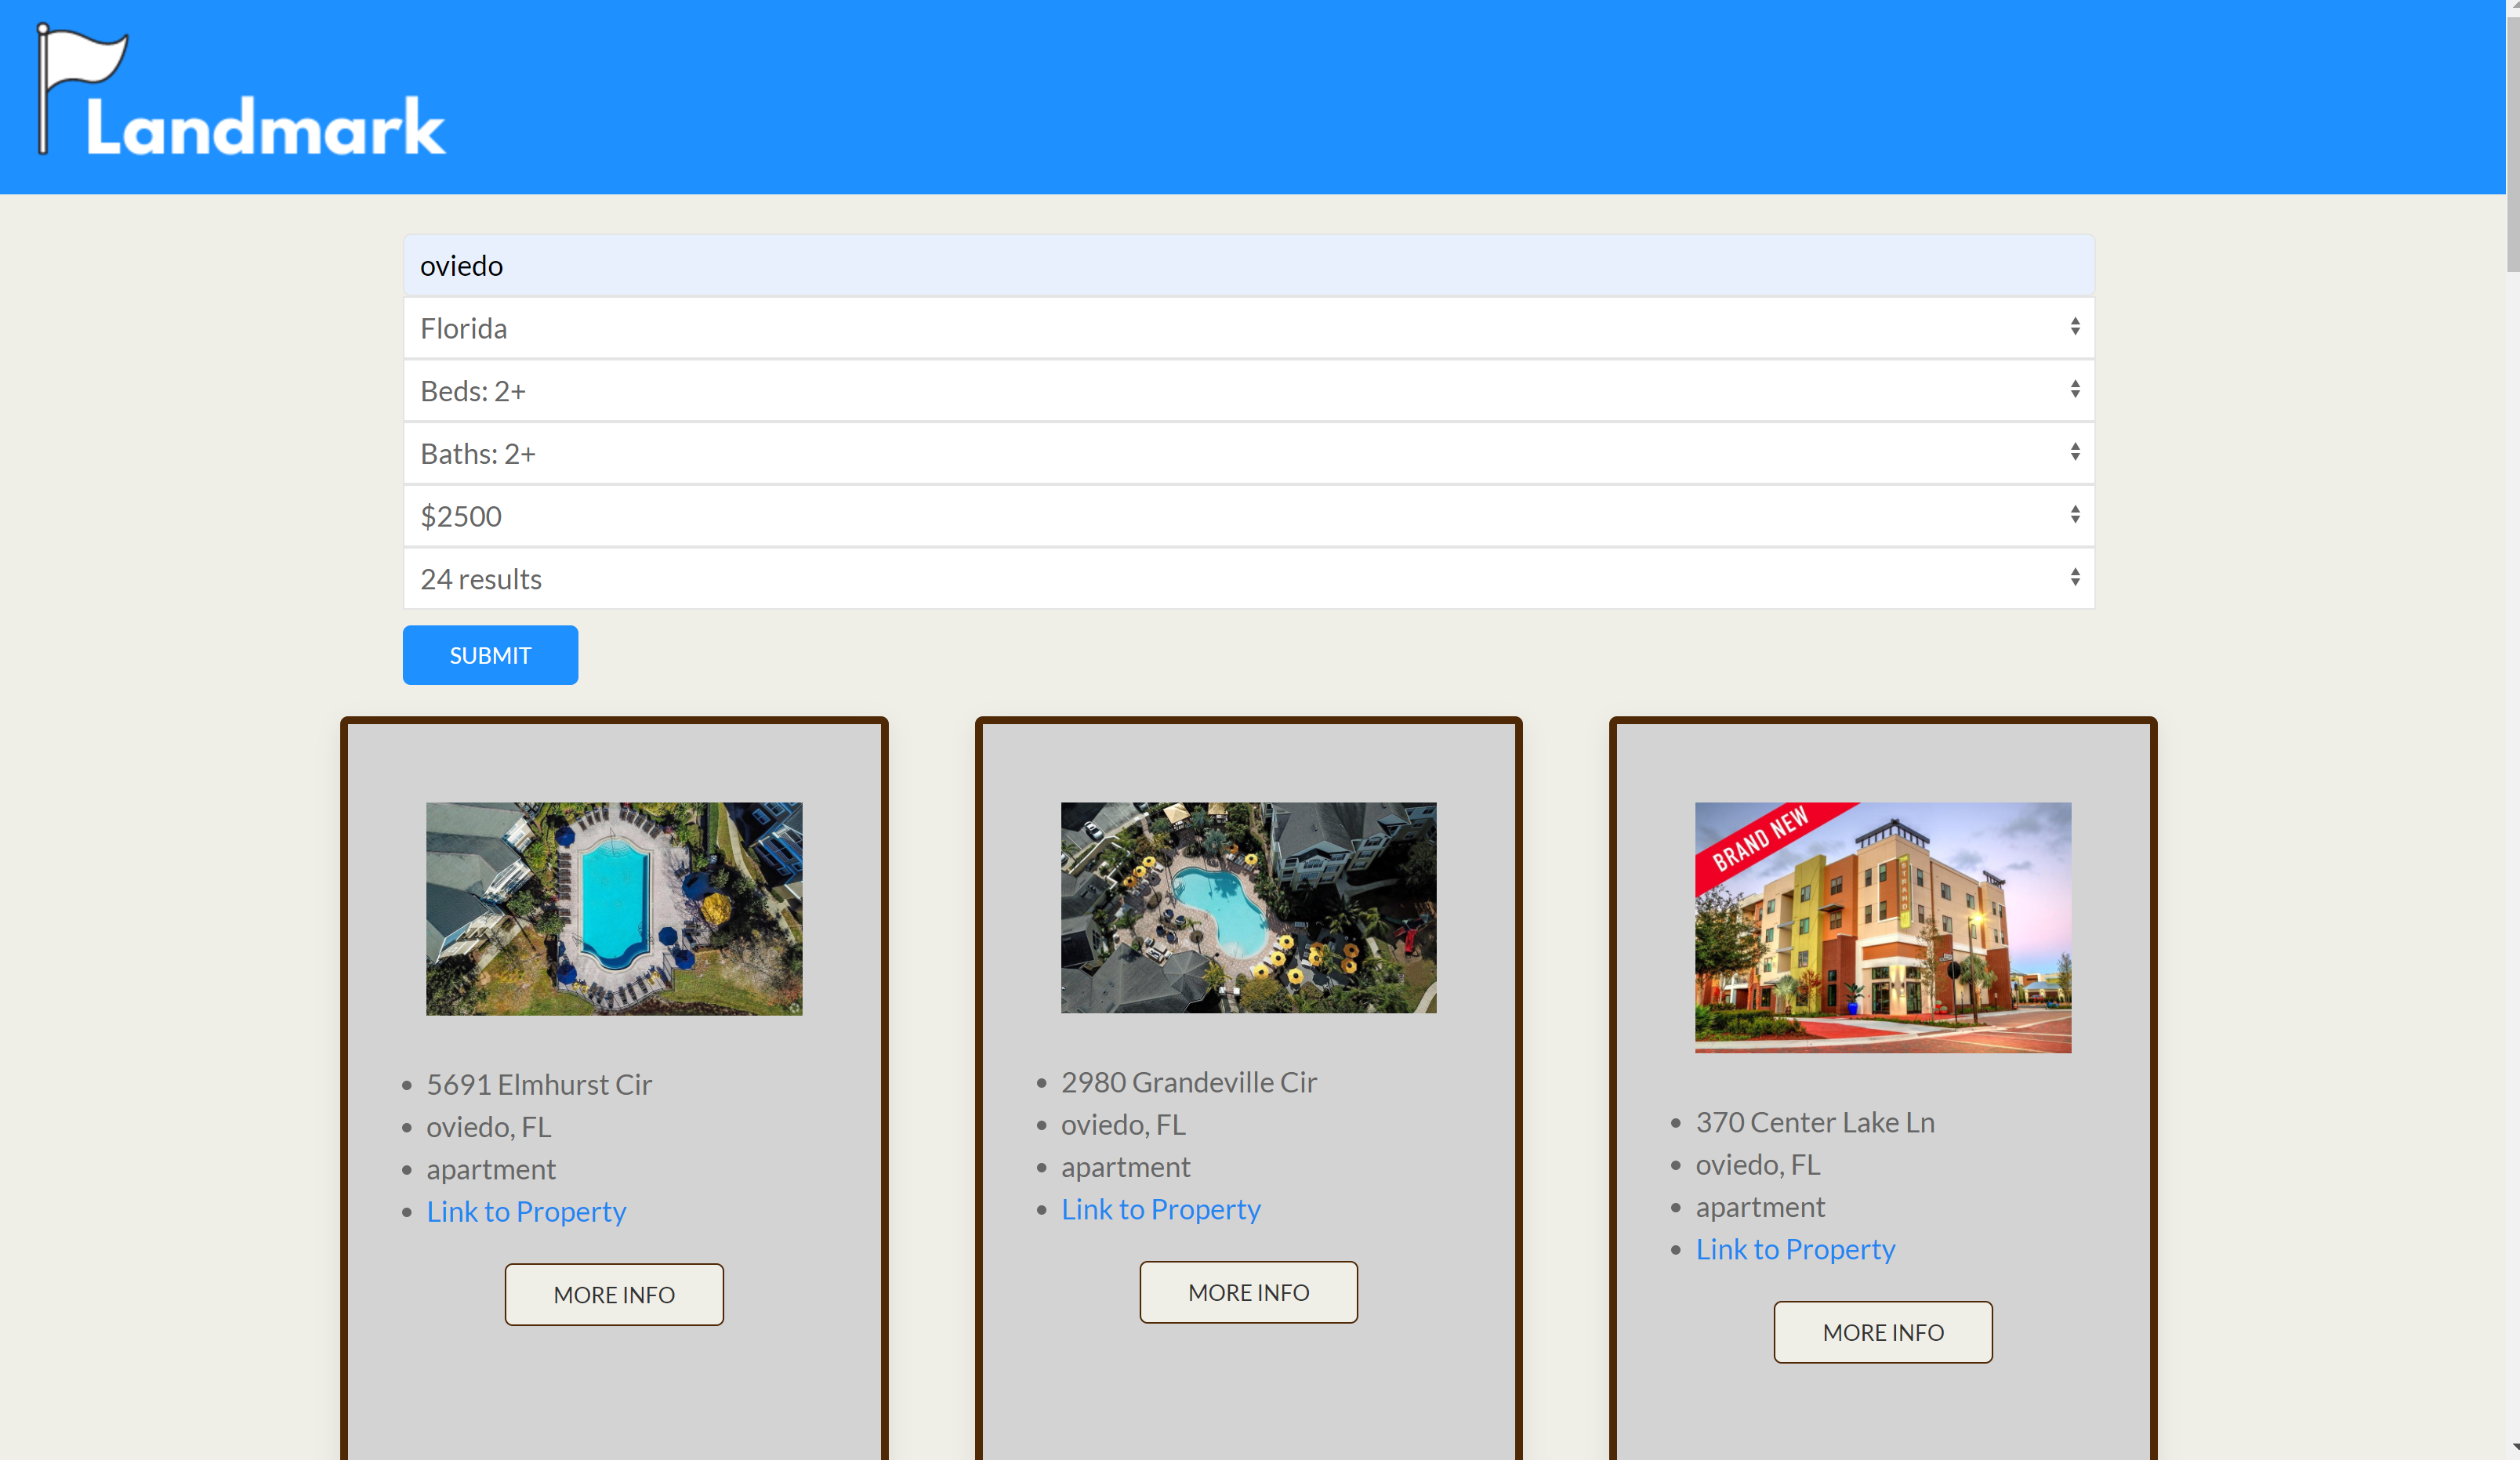 Landmark
oviedo
Florida
Beds: 2+
Baths: 2+
$2500
24 results
SUBMIT
5691 Elmhurst Cir
oviedo, FL
apartment
Link to Property
MORE INFO
2980 Grandeville Cir
oviedo, FL
apartment
Link to Property
MORE INFO
BRAND NEW
STRAND
370 Center Lake Ln
oviedo, FL
apartment
Link to Property
MORE INFO